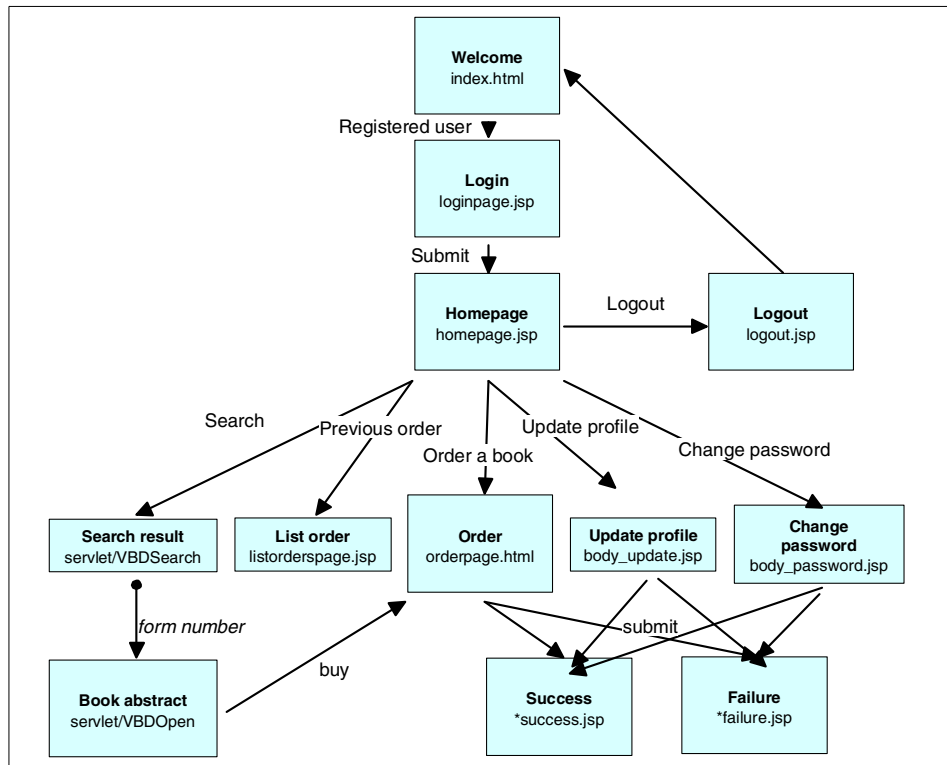 Welcome
index.html
Registered user
Login
loginpage.jsp
Submit
Homepage
homepage.jsp
Logout
Logout
logout.jsp
Search
Previous order
Order a book
Update profile
Change password
Search result
servlet/VBDSearch
List order
listorderspage.jsp
Order
orderpage.html
Update profile
body_update.jsp
Change
password
body_password.jsp
form number
submit
buy
Book abstract
servlet/VBDOpen
Success
*success.jsp
Failure
*failure.jsp